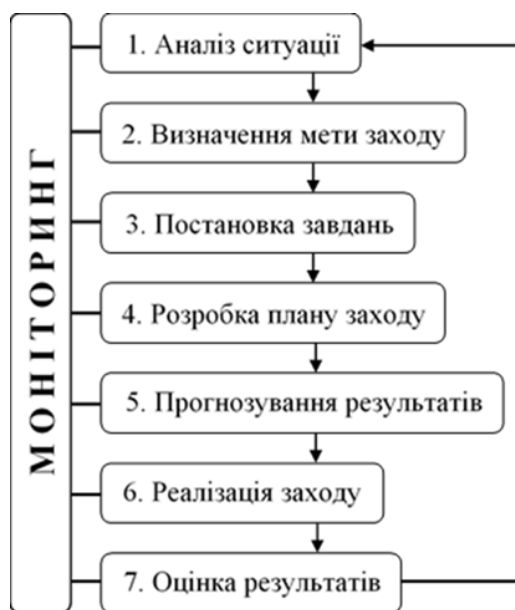 МОНІТОРИНГ
1. Аналіз ситуації
2. Визначення мети заходу
3. Постановка завдань
4. Розробка плану заходу
5. Прогнозування результатів
6. Реалізація заходу
7. Оцінка результатів